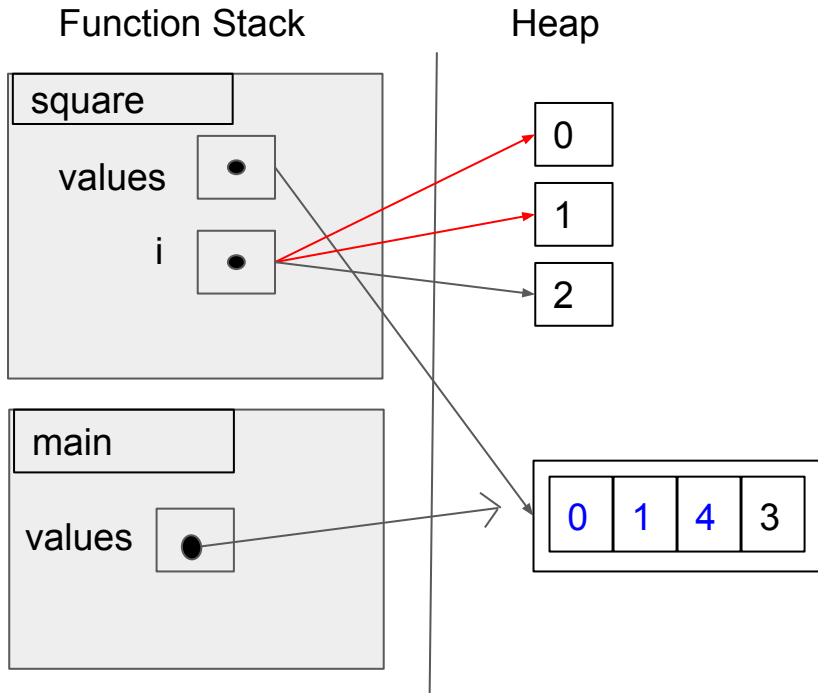 Function Stack
Heap
square
values
i
0
1
2
main
values
0 1 4 3